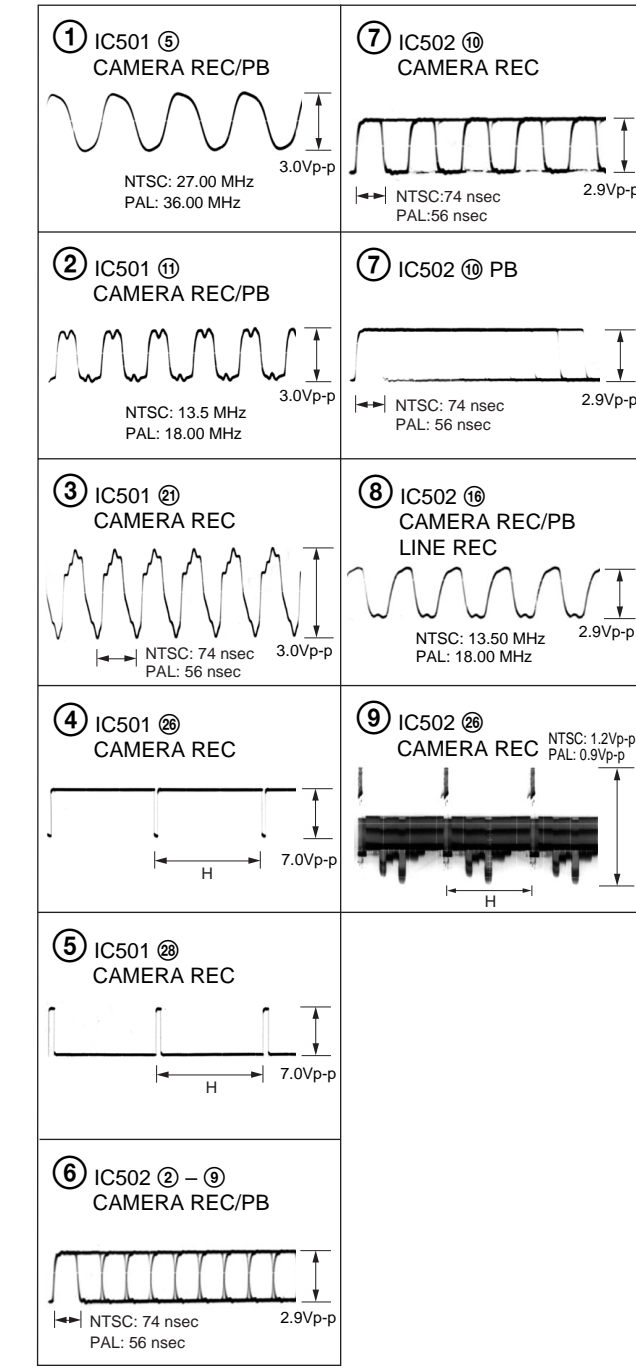 ① IC501 ⑤
CAMERA REC/PB
3.0Vp-p
NTSC: 27.00 MHz
PAL: 36.00 MHz
② IC501 ⑪
CAMERA REC/PB
3.0Vp-p
NTSC: 13.5 MHz
PAL: 18.00 MHz
③ IC501 ㉑
CAMERA REC
NTSC: 74 nsec
3.0Vp-p
PAL: 56 nsec
④ IC501 ㉖
CAMERA REC
7.0Vp-p
H
⑤ IC501 ㉘
CAMERA REC
7.0Vp-p
H
⑥ IC502 ② – ⑨
CAMERA REC/PB
NTSC: 74 nsec
2.9Vp-p
PAL: 56 nsec
⑦ IC502 ⑩
CAMERA REC
2.9Vp-p
NTSC:74 nsec
PAL:56 nsec
⑦ IC502 ⑩ PB
2.9Vp-p
NTSC: 74 nsec
PAL: 56 nsec
⑧ IC502 ⑯
CAMERA REC/PB
LINE REC
2.9Vp-p
NTSC: 13.50 MHz
PAL: 18.00 MHz
⑨ IC502 ㉖
CAMERA REC
NTSC: 1.2Vp-p
PAL: 0.9Vp-p
H